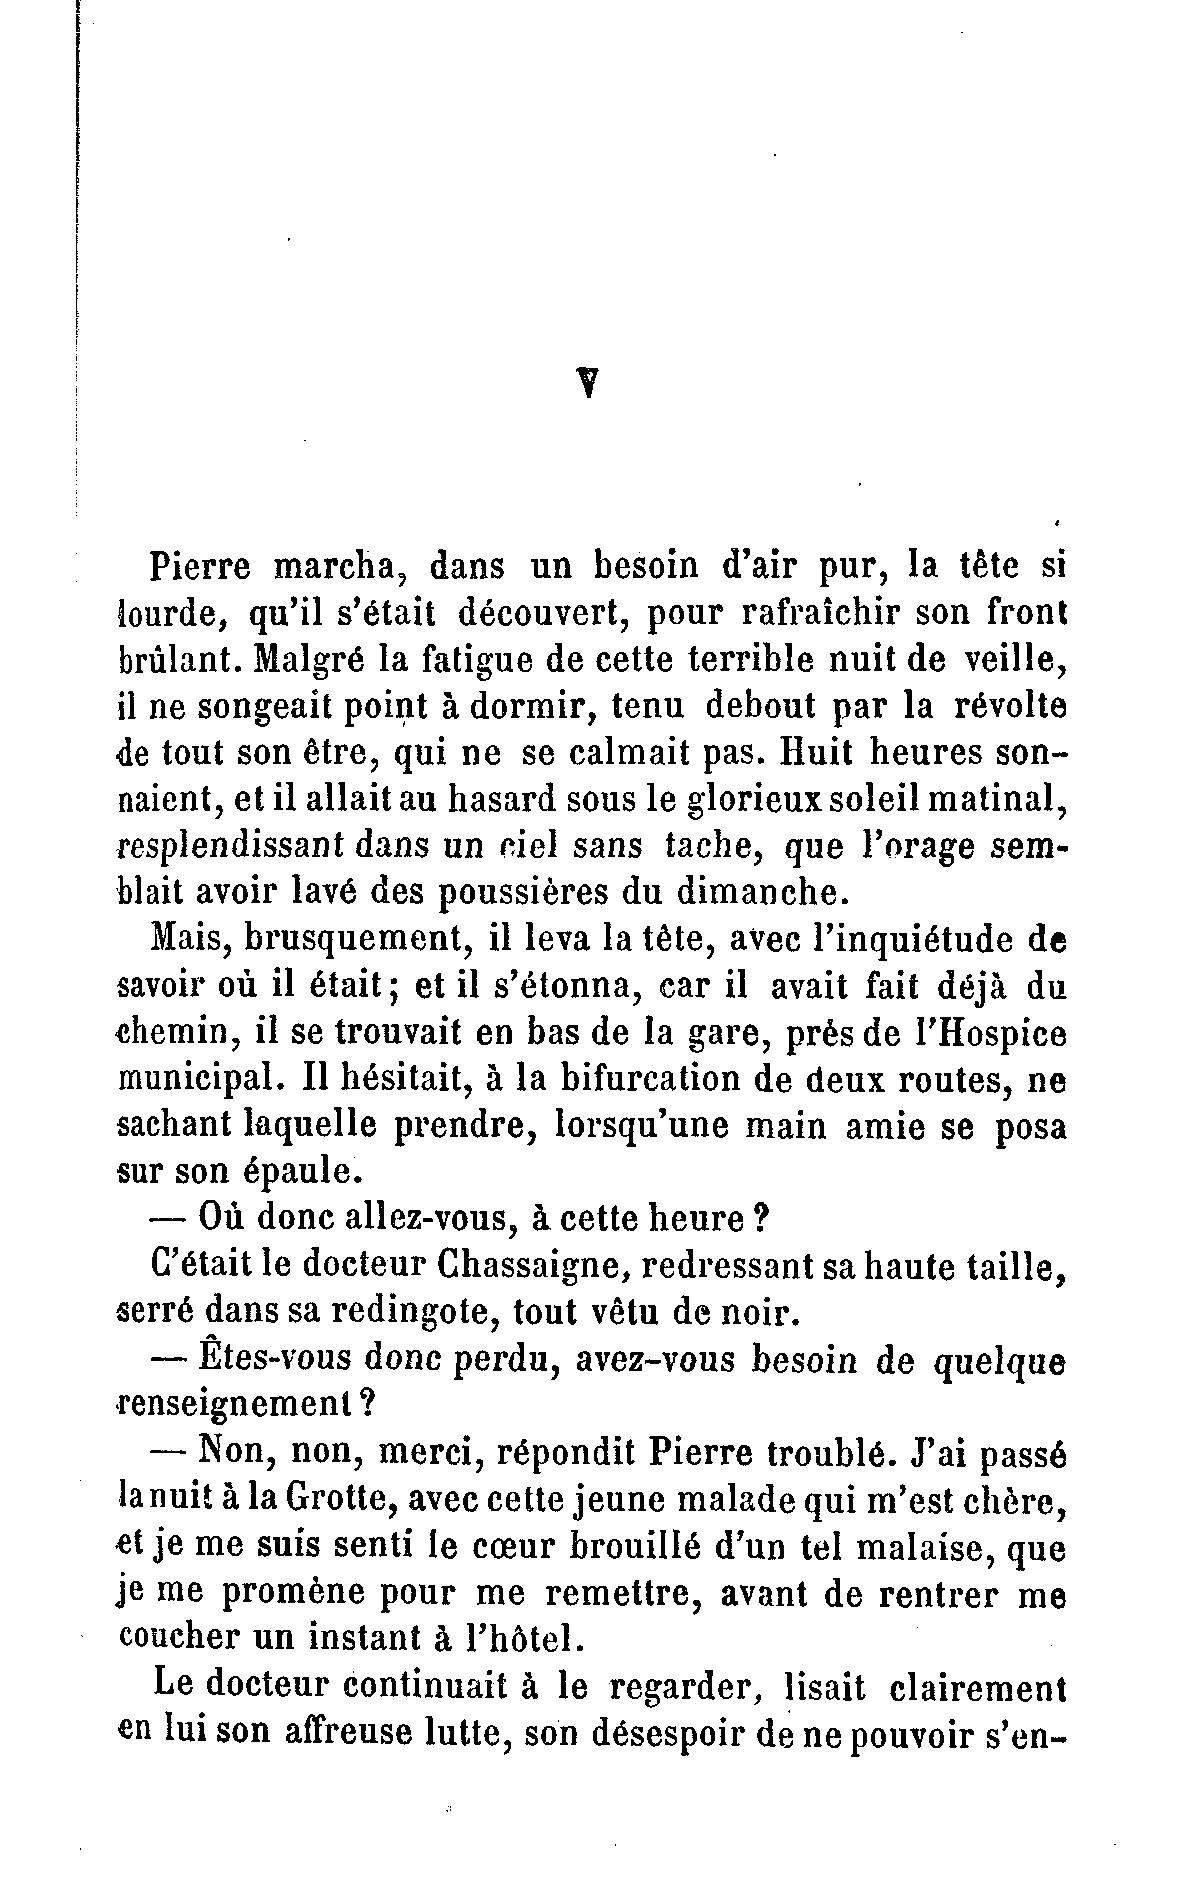 V
Pierre marcha, dans un besoin d'air pur, la tête si
lourde, qu'il s'était découvert, pour rafraîchir son front
brûlant. Malgré la fatigue de cette terrible nuit de veille,
il ne songeait point à dormir, tenu debout par la révolte
de tout son être, qui ne se calmait pas. Huit heures son-
naient, et il allait au hasard sous le glorieux soleil matinal,
resplendissant dans un ciel sans tache, que l'orage sem-
blait avoir lavé des poussières du dimanche.
Mais, brusquement, il leva la tête, avec l'inquiétude de
savoir où il était; et il s'étonna, car il avait fait déjà du
chemin, il se trouvait en bas de la gare, près de l'Hospice
municipal. Il hésitait, à la bifurcation de deux routes, ne
sachant laquelle prendre, lorsqu'une main amie se posa
sur son épaule.
— Où donc allez-vous, à cette heure ?
C'était le docteur Chassaigne, redressant sa haute taille,
serré dans sa redingote, tout vêtu de noir.
— Êtes-vous donc perdu, avez-vous besoin de quelque
renseignement ?
— Non, non, merci, répondit Pierre troublé. J'ai passé
la nuit à la Grotte, avec cette jeune malade qui m'est chère,
et je me suis senti le cœur brouillé d'un tel malaise, que
je me promène pour me remettre, avant de rentrer me
coucher un instant à l'hôtel.
Le docteur continuait à le regarder, lisait clairement
en lui son affreuse lutte, son désespoir de ne pouvoir s'en-